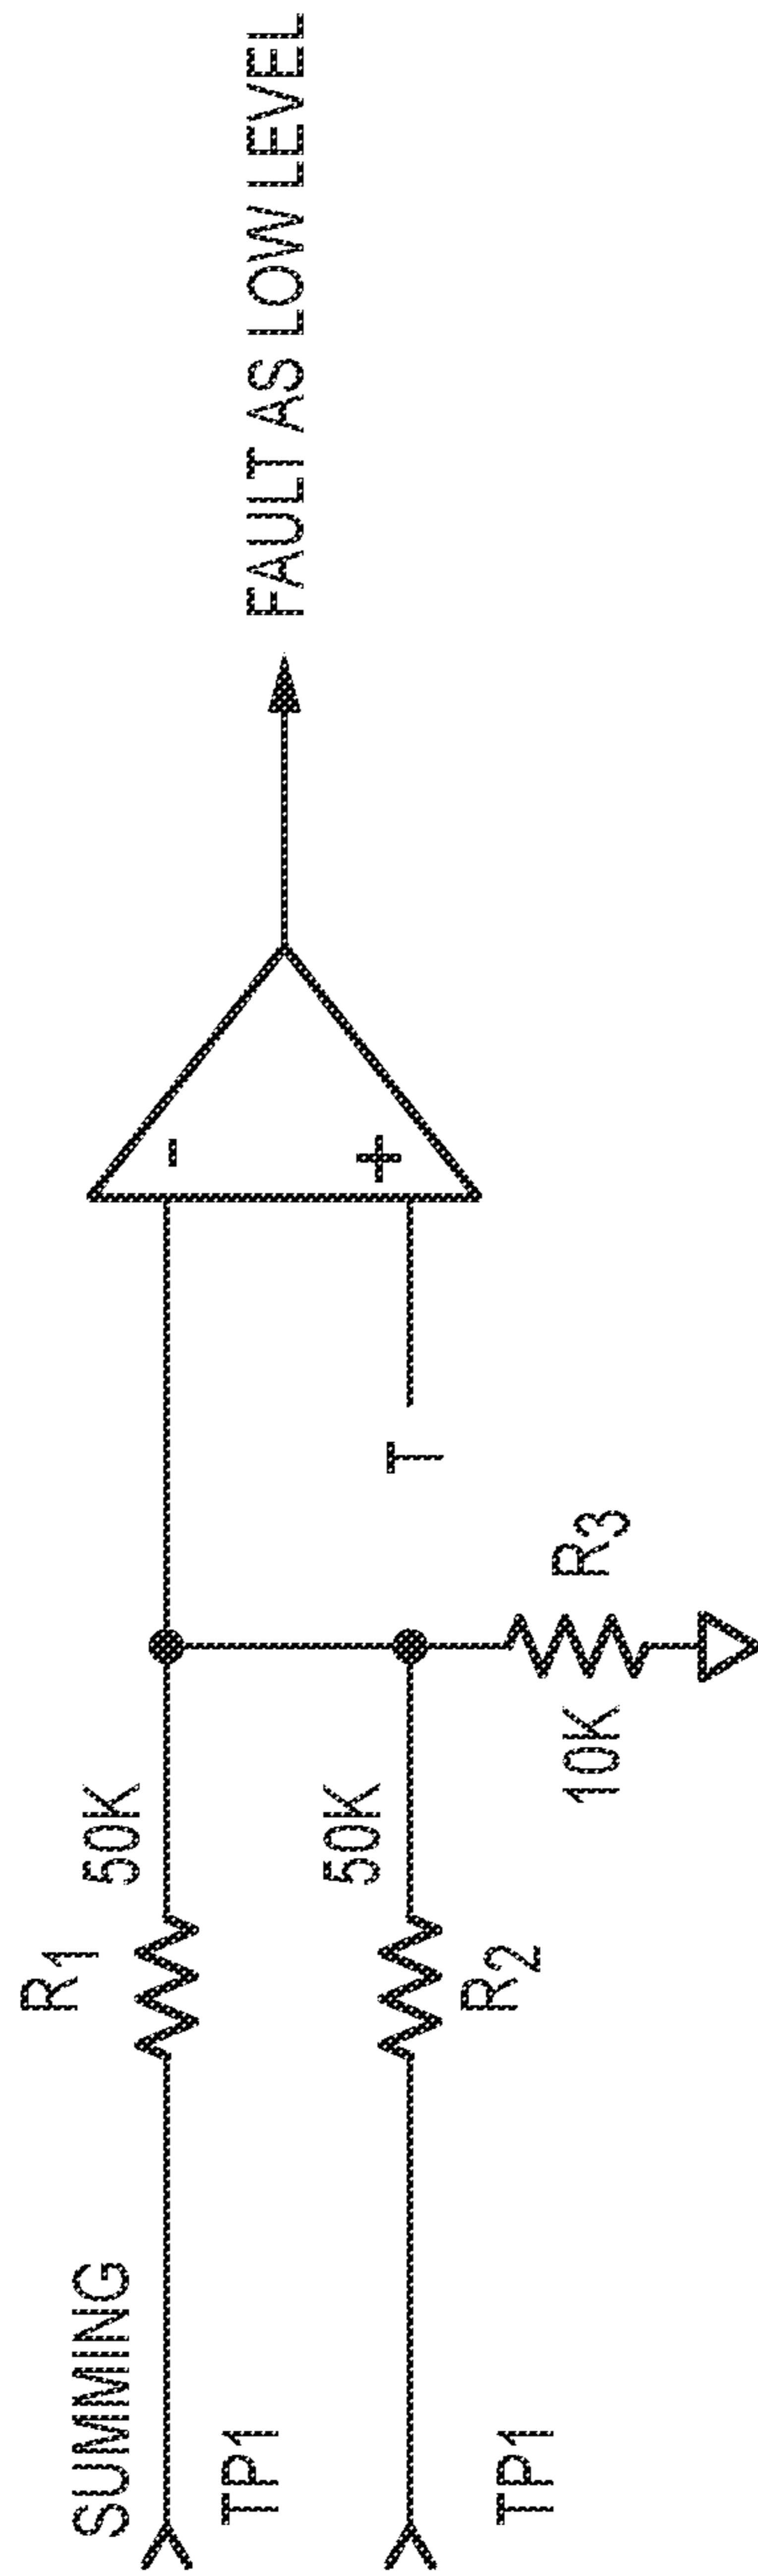 SUMMING
R1
50K
TP1
50K
R2
TP1
10K
R3
T
-
+
FAULT AS LOW LEVEL